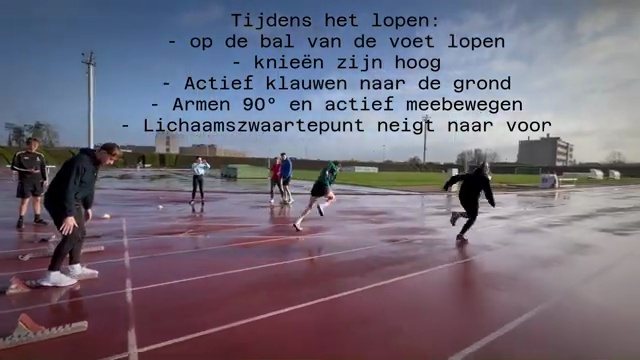 Tijdens het lopen:
- op de bal van de voet lopen
- knieën zijn hoog
- Actief klauwen naar de grond
- Armen 90° en actief meebewegen
- Lichaamszwaartepunt neigt naar voor